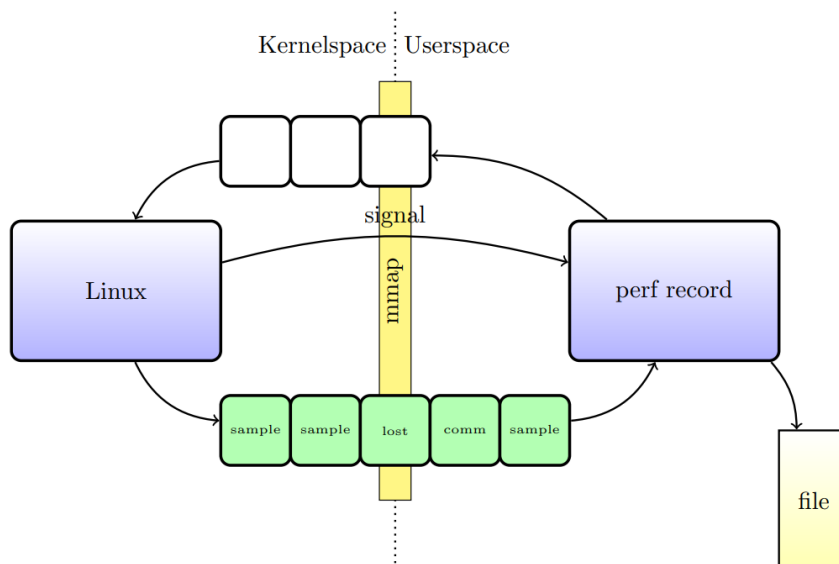 Kernelspace Userspace
signal
Linux
mmap
perf record
sample sample lost comm sample
file